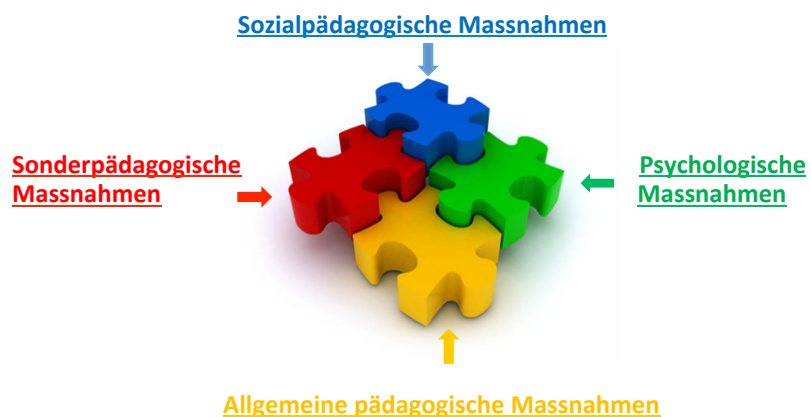 Sozialpädagogische Massnahmen
Sonderpädagogische
Massnahmen
Psychologische
Massnahmen
Allgemeine pädagogische Massnahmen